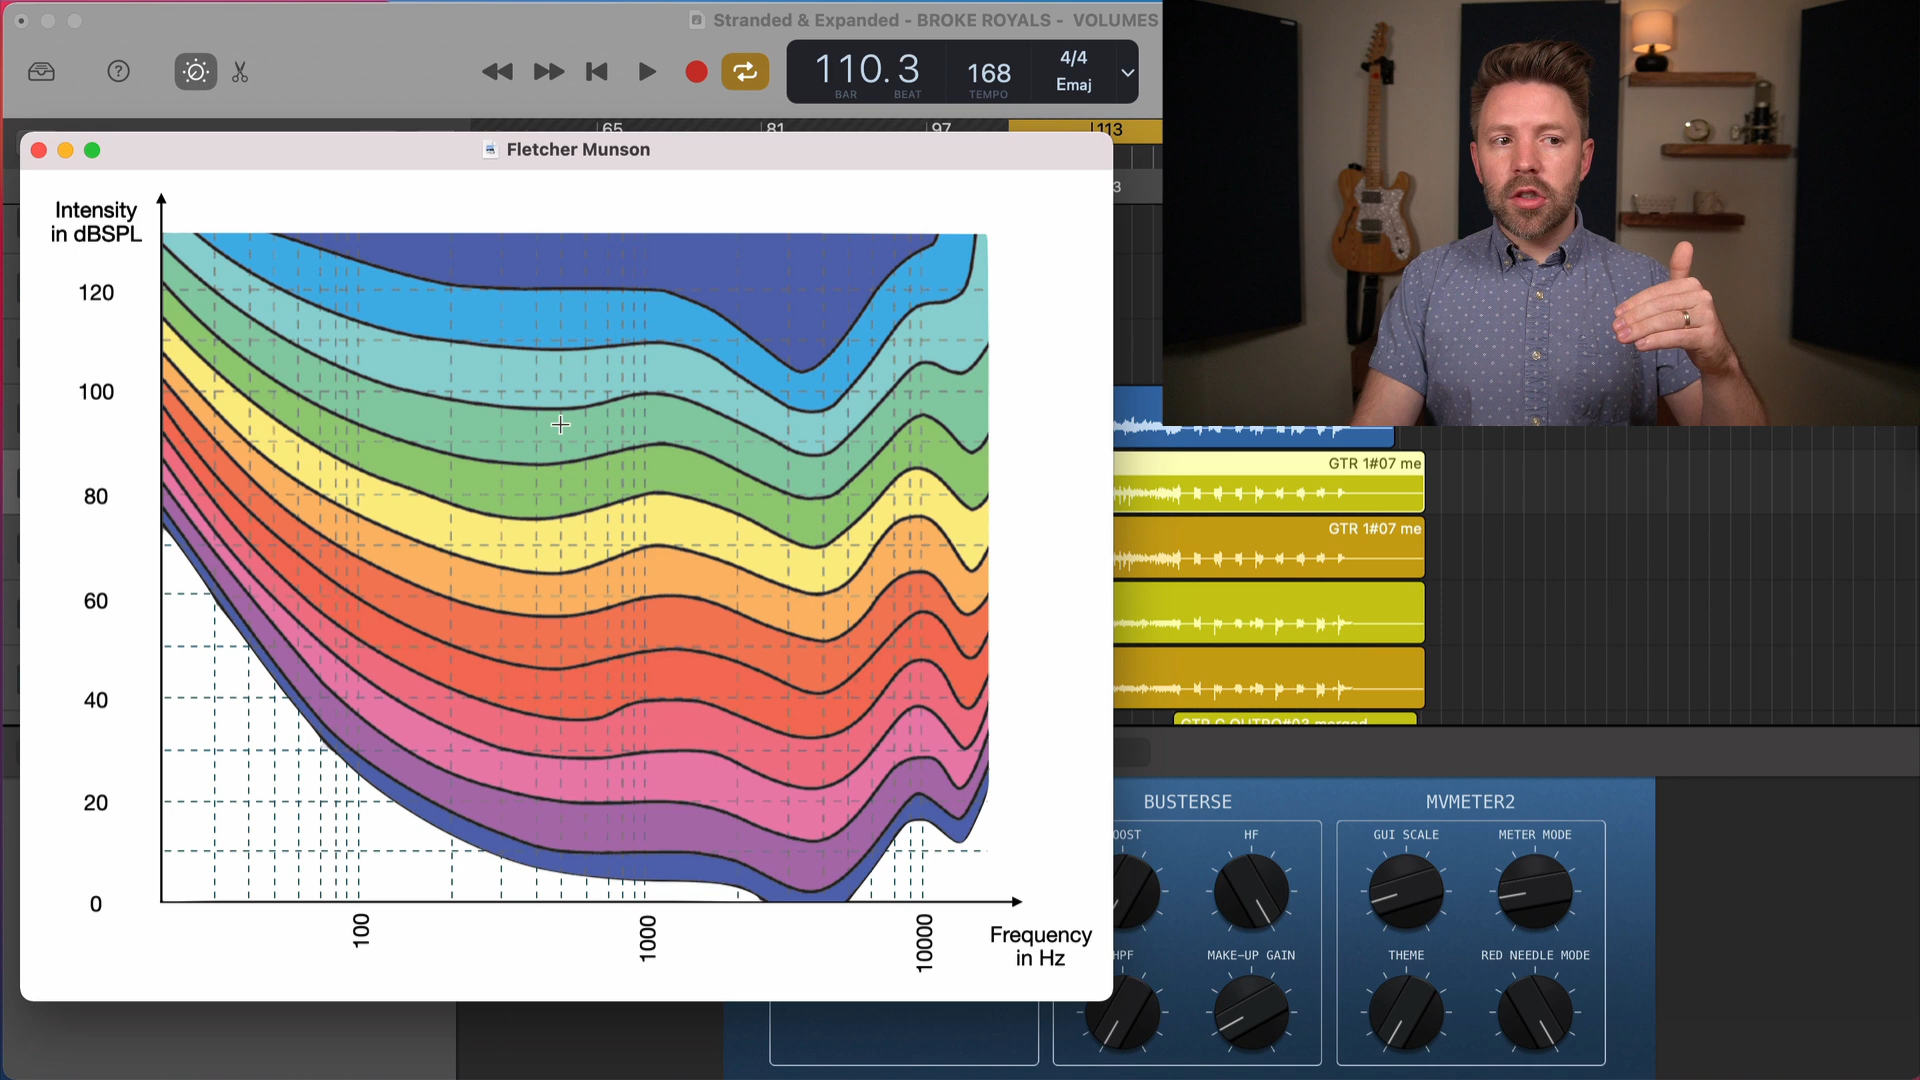 Stranded & Expanded - BROKE ROYALS - VOLUMES
110.3
BAR
BEAT
168
TEMPO
4/4
Emaj
65
81
97
113
Fletcher Munson
3
Intensity
in dBSPL
120
100
80
60
40
20
0
100
1000
10000
Frequency
in Hz
GTR 1#07 me
GTR 1#07 me
BUSTERSE
MVMETER2
OOST
HF
GUI SCALE
METER MODE
HPF
MAKE-UP GAIN
THEME
RED NEEDLE MODE